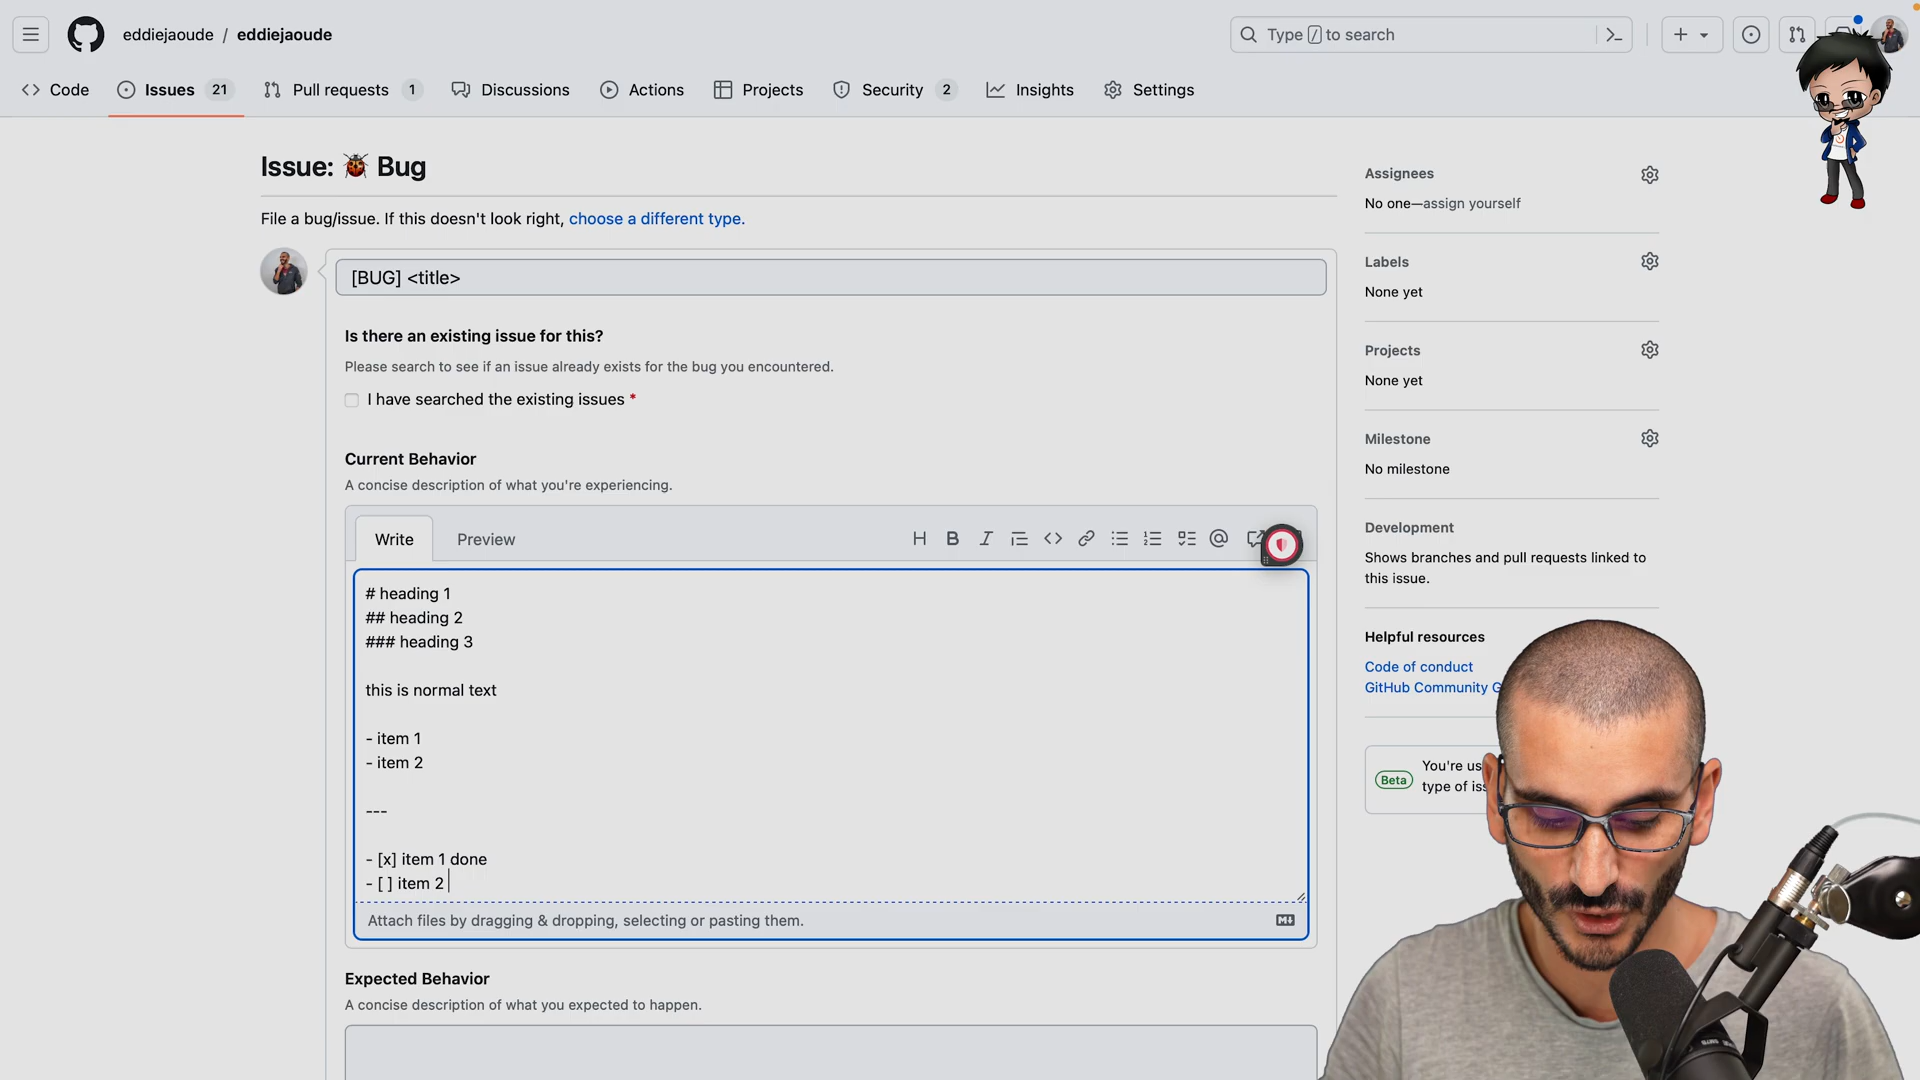 eddiejaoude / eddiejaoude
Type / to search
Code
Issues 21
Pull requests 1
Discussions
Actions
Projects
Security 2
Insights
Settings
Issue: 🐞 Bug
File a bug/issue. If this doesn't look right, choose a different type.
[BUG] <title>
Is there an existing issue for this?
Please search to see if an issue already exists for the bug you encountered.
I have searched the existing issues *
Current Behavior
A concise description of what you're experiencing.
Write
Preview
# heading 1
## heading 2
### heading 3
this is normal text
- item 1
- item 2
---
- [x] item 1 done
- [ ] item 2
Attach files by dragging & dropping, selecting or pasting them.
Expected Behavior
A concise description of what you expected to happen.
Assignees
No one—assign yourself
Labels
None yet
Projects
None yet
Milestone
No milestone
Development
Shows branches and pull requests linked to
this issue.
Helpful resources
Code of conduct
GitHub Community G
Beta
You're us
type of iss